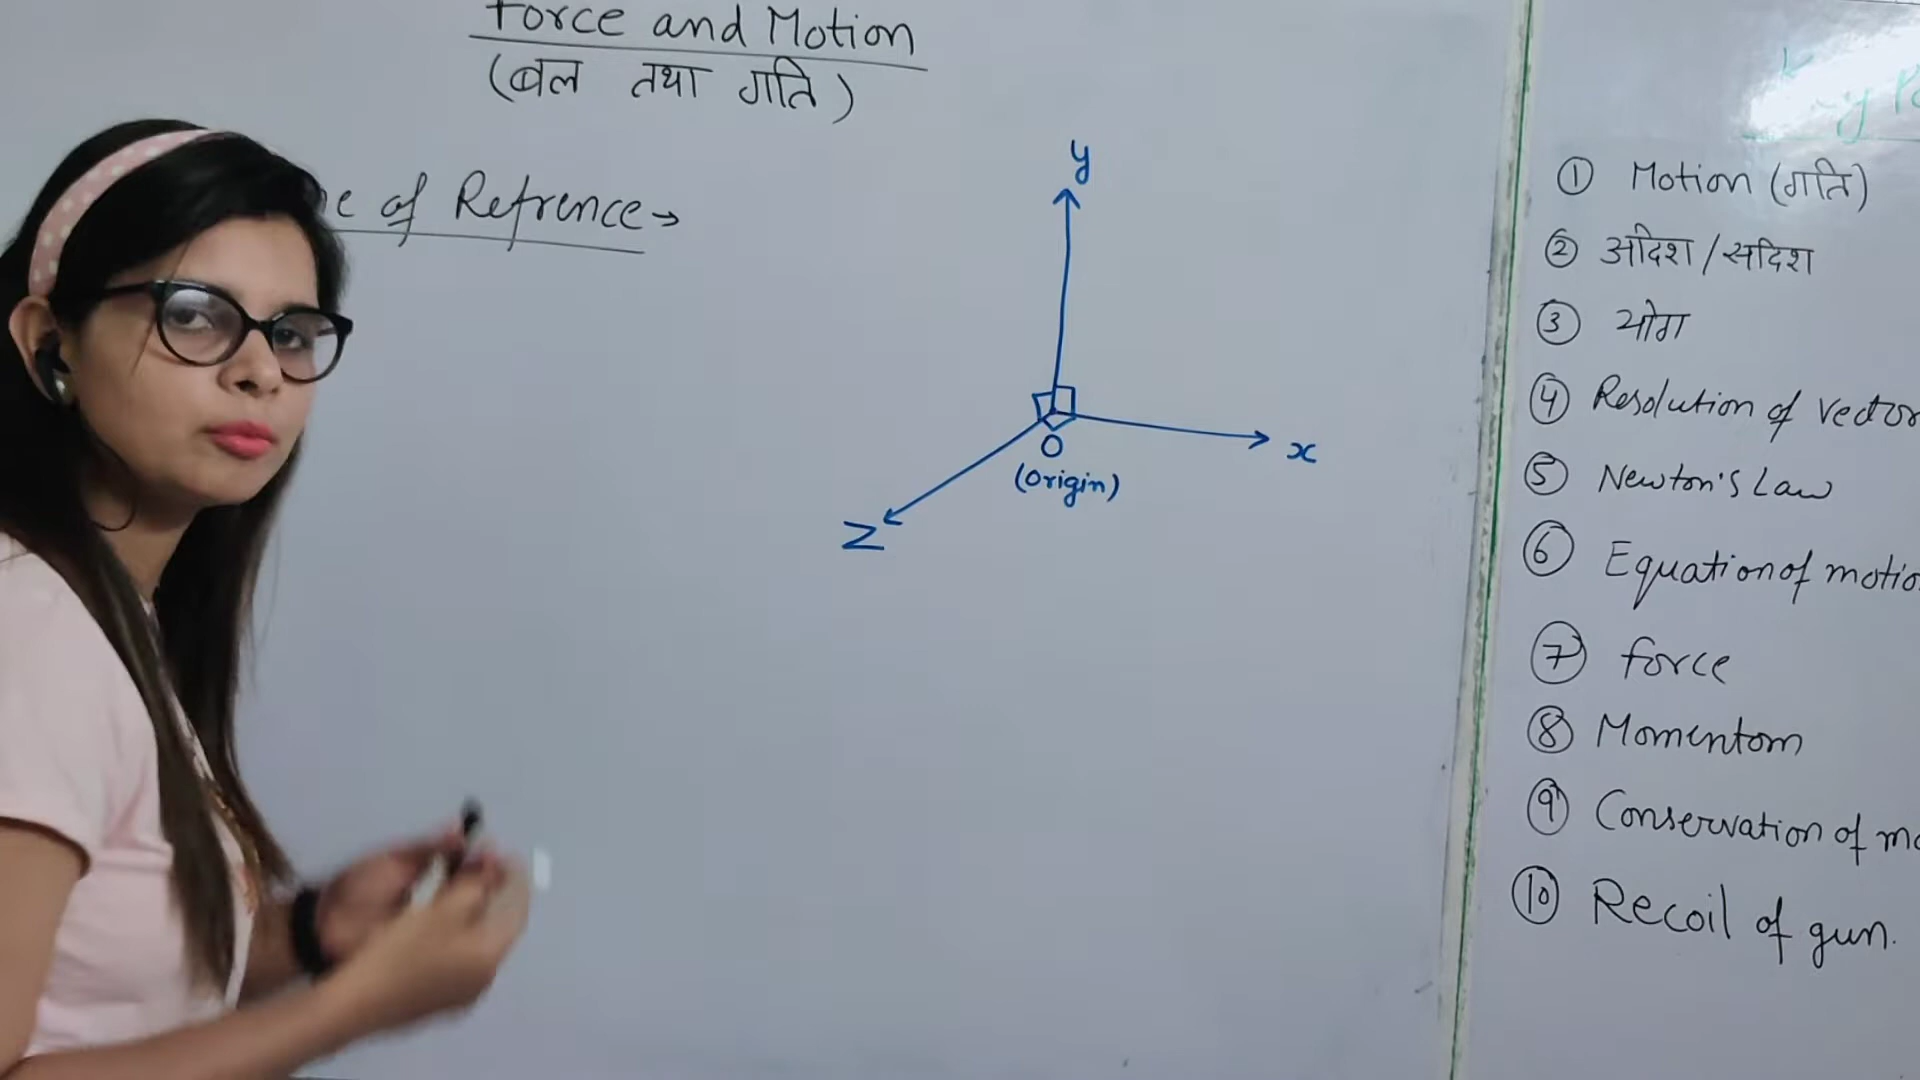 Force and Motion
(बल तथा गति)
of Refrence→
y
x
O
(Origin)
Z
① Motion (गति)
② अदिश/सदिश
③ योग
④ Resolution of Vector
⑤ Newton's Law
⑥ Equation of motio
⑦ force
⑧ Momentom
⑨ Conservation of mo
⑩ Recoil of gun.